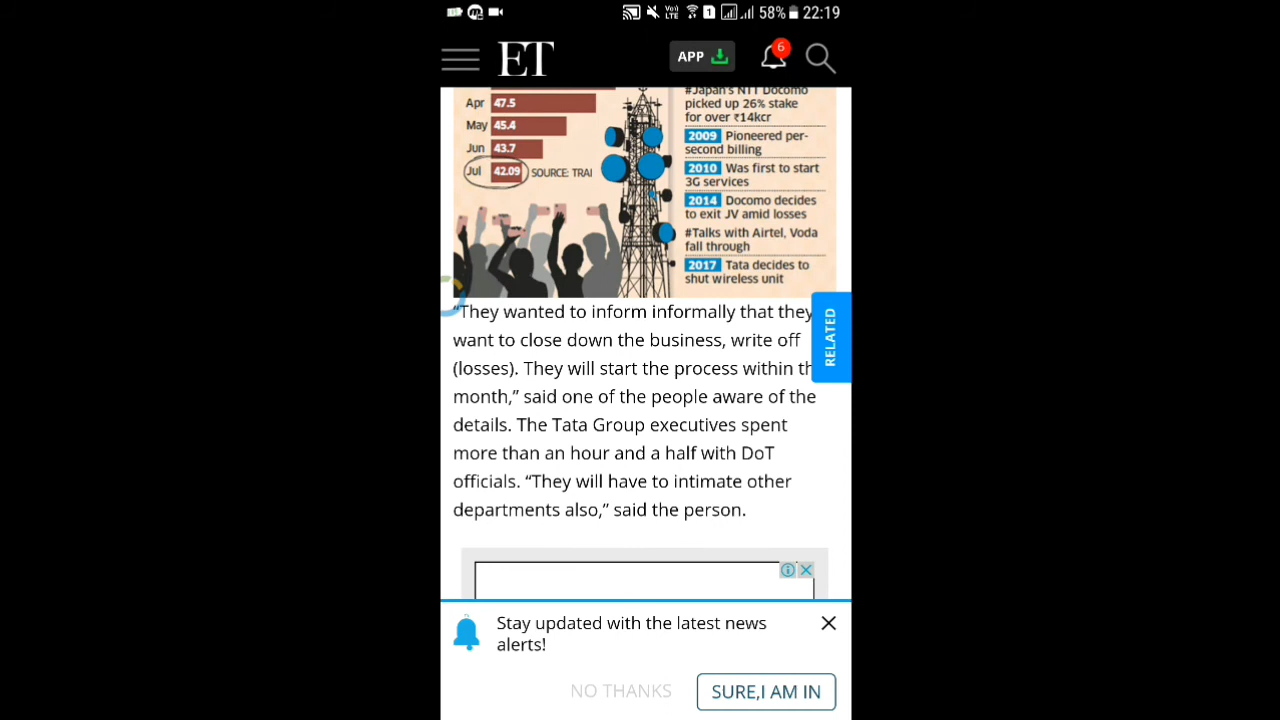 58% 22:19
ET APP 6
#Japan's NTT Docomo
picked up 26% stake
for over ₹14kcr
2009 Pioneered per-
second billing
2010 Was first to start
3G services
2014 Docomo decides
to exit JV amid losses
#Talks with Airtel, Voda
fall through
2017 Tata decides to
shut wireless unit
Apr 47.5
May 45.4
Jun 43.7
Jul 42.09 SOURCE: TRAI
“They wanted to inform informally that they
want to close down the business, write off
(losses). They will start the process within th
month,” said one of the people aware of the
details. The Tata Group executives spent
more than an hour and a half with DoT
officials. “They will have to intimate other
departments also,” said the person.
RELATED
Stay updated with the latest news
alerts!
NO THANKS SURE,I AM IN